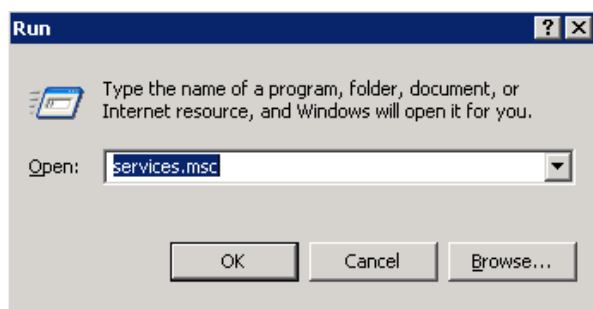 Run
Type the name of a program, folder, document, or
Internet resource, and Windows will open it for you.
Open: services.msc
OK Cancel Browse...